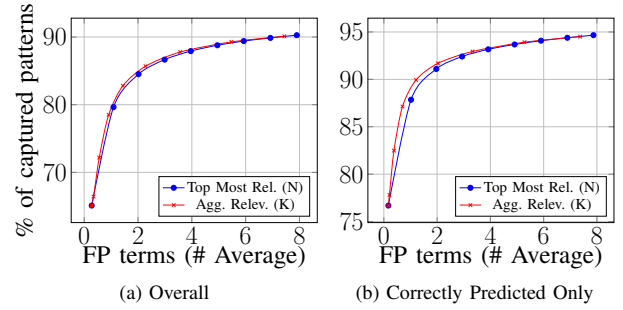 % of captured patterns
90
80
70
Top Most Rel. (N)
Agg. Relev. (K)
0 2 4 6 8
FP terms (# Average)
(a) Overall
95
90
85
80
75
Top Most Rel. (N)
Agg. Relev. (K)
0 2 4 6 8
FP terms (# Average)
(b) Correctly Predicted Only